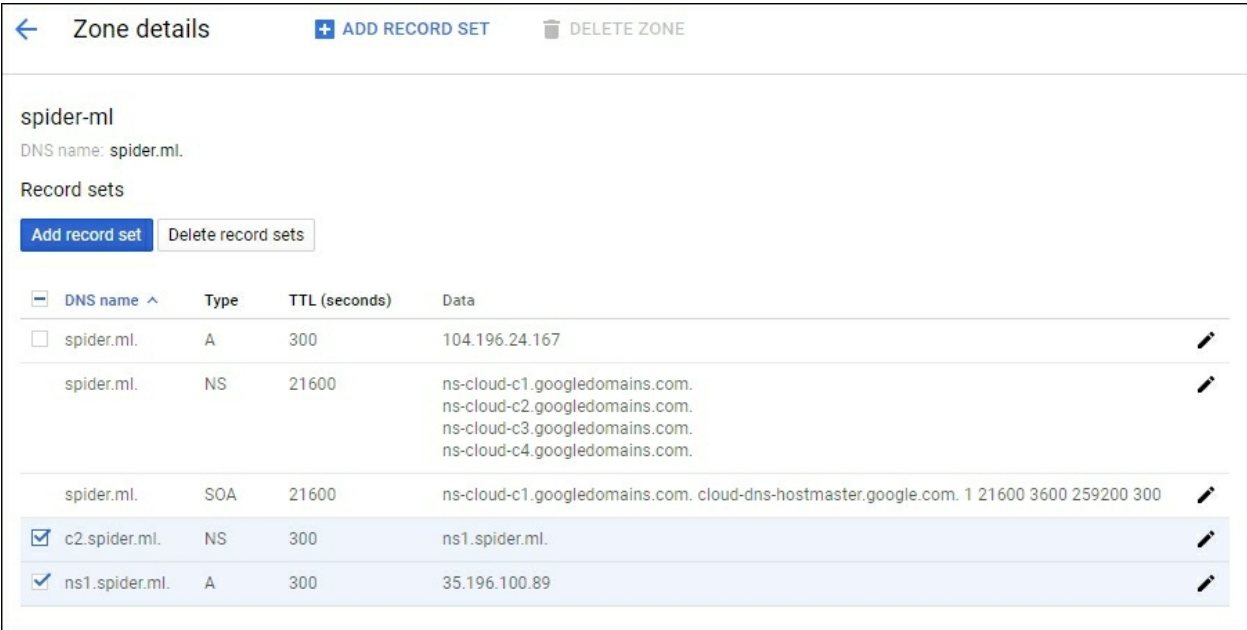 Zone details ADD RECORD SET DELETE ZONE
spider-ml
DNS name: spider.ml.
Record sets
Add record set Delete record sets
DNS name Type TTL (seconds) Data
spider.ml. A 300 104.196.24.167
spider.ml. NS 21600 ns-cloud-c1.googledomains.com.
ns-cloud-c2.googledomains.com.
ns-cloud-c3.googledomains.com.
ns-cloud-c4.googledomains.com.
spider.ml. SOA 21600 ns-cloud-c1.googledomains.com. cloud-dns-hostmaster.google.com. 1 21600 3600 259200 300
c2.spider.ml. NS 300 ns1.spider.ml.
ns1.spider.ml. A 300 35.196.100.89